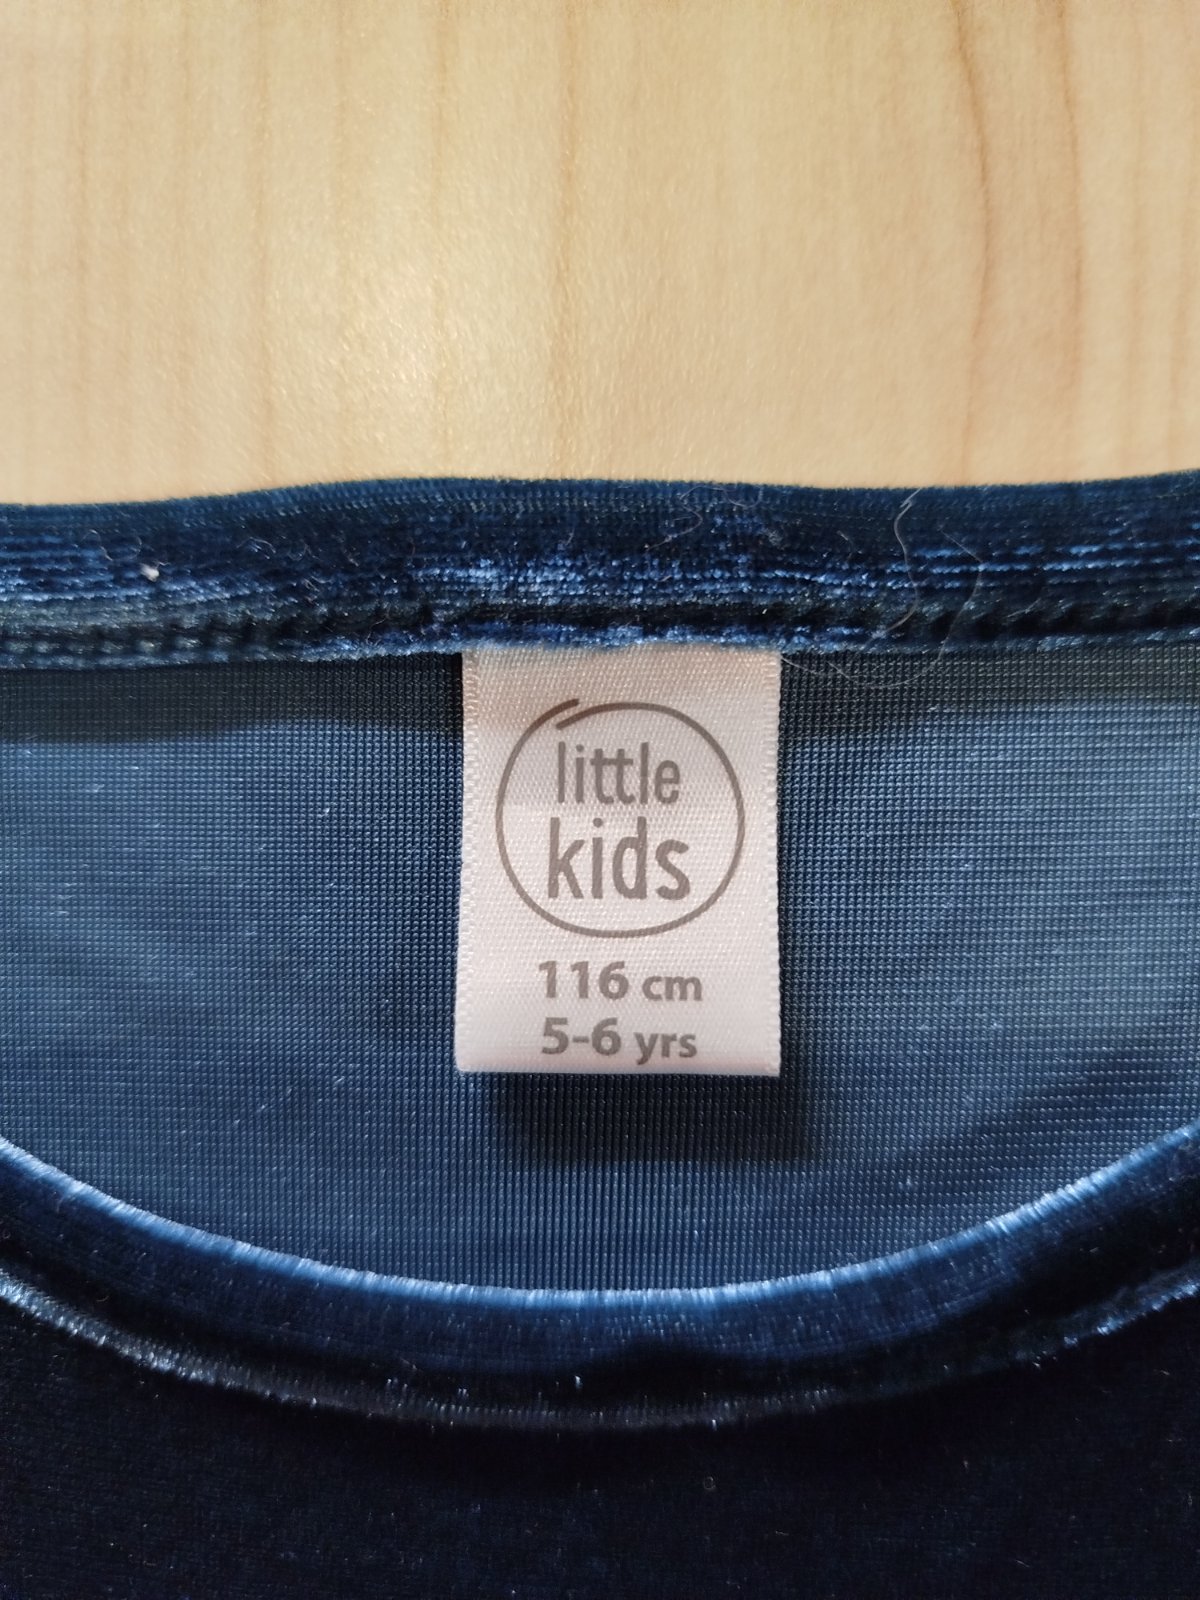 little
kids
116 cm
5-6 yrs